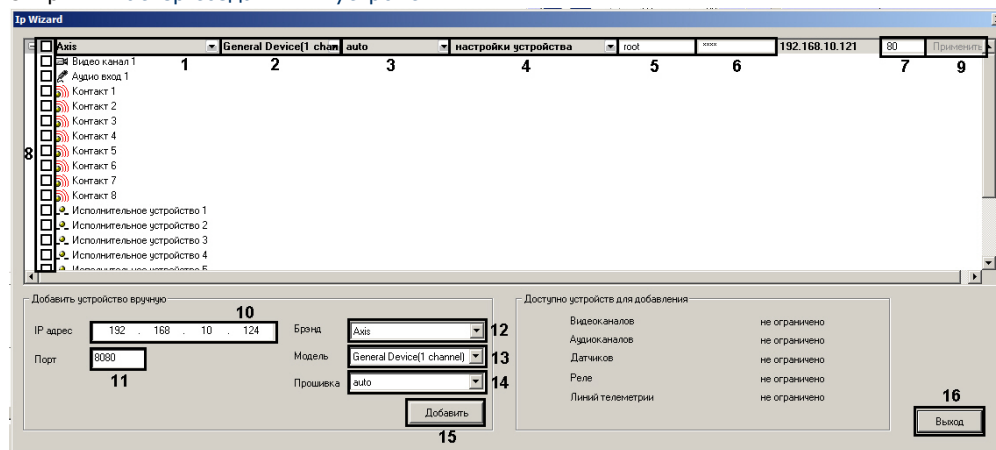 Ip Wizard
Axis General Device(1 chan auto настройки устройства root **** 192.168.10.121 80 Применить
Видео канал 1
1 2 3 4 5 6 7 9
Аудио вход 1
Контакт 1
Контакт 2
Контакт 3
Контакт 4
8 Контакт 5
Контакт 6
Контакт 7
Контакт 8
Исполнительное устройство 1
Исполнительное устройство 2
Исполнительное устройство 3
Исполнительное устройство 4
Исполнительное устройство 5
Добавить устройство вручную
10
IP адрес 192 . 168 . 10 . 124
Порт 8080
11
Брэнд Axis 12
Модель General Device(1 channel) 13
Прошивка auto 14
Добавить
15
Доступно устройств для добавления
Видеоканалов не ограничено
Аудиоканалов не ограничено
Датчиков не ограничено
Реле не ограничено
Линий телеметрии не ограничено
16
Выход